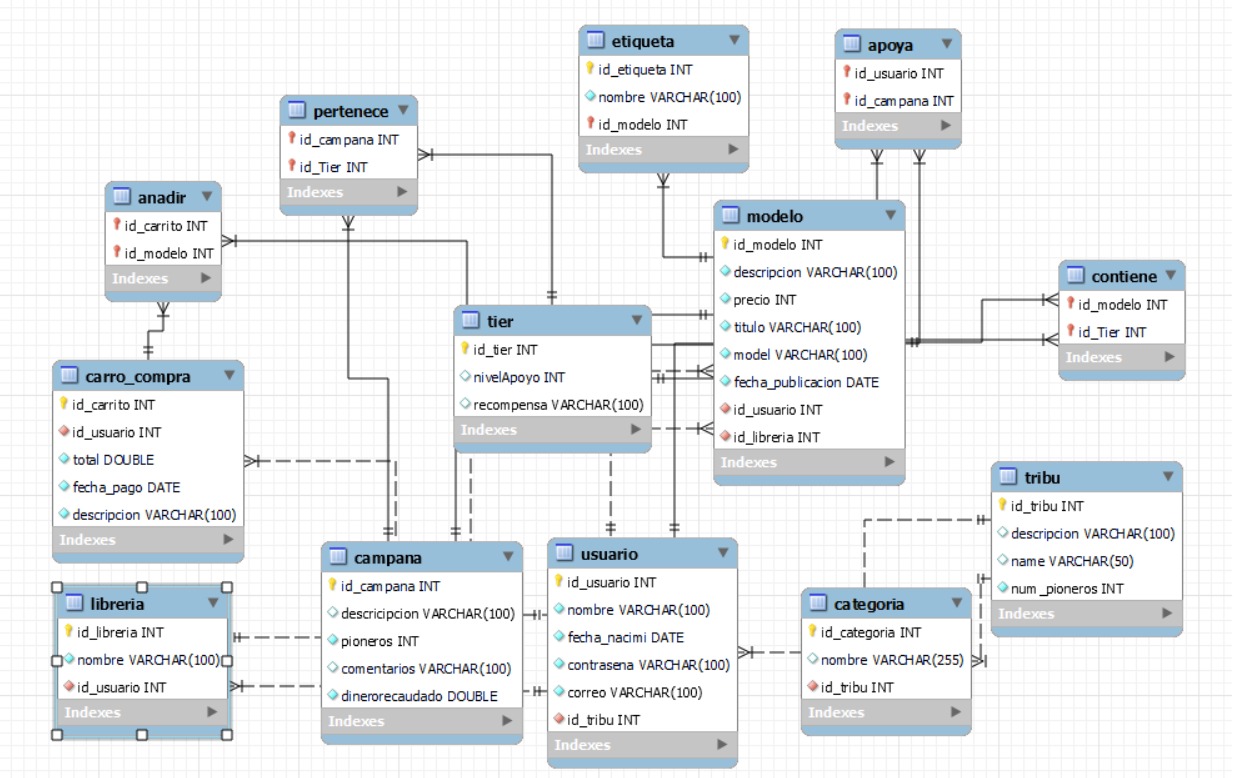 etiqueta
id_etiqueta INT
nombre VARCHAR(100)
id_modelo INT
Indexes
apoya
id_usuario INT
id_campana INT
Indexes
pertenece
id_campana INT
id_Tier INT
Indexes
anadir
id_carrito INT
id_modelo INT
Indexes
modelo
id_modelo INT
descripcion VARCHAR(100)
precio INT
titulo VARCHAR(100)
model VARCHAR(100)
fecha_publicacion DATE
id_usuario INT
id_libreria INT
Indexes
contiene
id_modelo INT
id_Tier INT
Indexes
tier
id_tier INT
nivelApoyo INT
recompensa VARCHAR(100)
Indexes
carro_compra
id_carrito INT
id_usuario INT
total DOUBLE
fecha_pago DATE
descripcion VARCHAR(100)
Indexes
tribu
id_tribu INT
descripcion VARCHAR(100)
name VARCHAR(50)
num_pioneros INT
Indexes
campana
id_campana INT
descricipcion VARCHAR(100)
pioneros INT
comentarios VARCHAR(100)
dinerorecaudado DOUBLE
Indexes
usuario
id_usuario INT
nombre VARCHAR(100)
fecha_nacimi DATE
contrasena VARCHAR(100)
correo VARCHAR(100)
id_tribu INT
Indexes
libreria
id_libreria INT
nombre VARCHAR(100)
id_usuario INT
Indexes
categoria
id_categoria INT
nombre VARCHAR(255)
id_tribu INT
Indexes